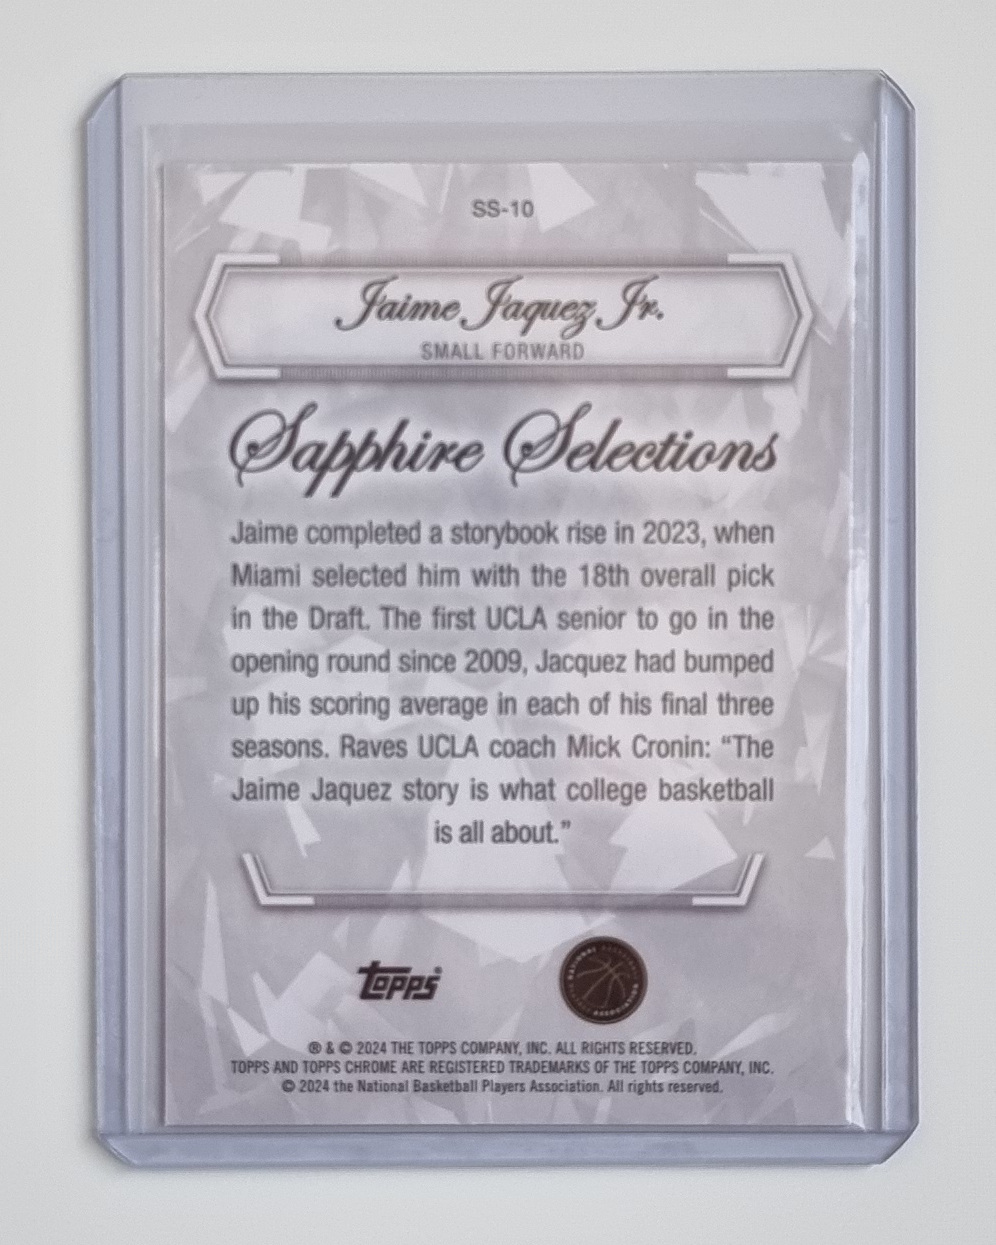 SS-10
Jaime Jaquez Jr.
SMALL FORWARD
Sapphire Selections
Jaime completed a storybook rise in 2023, when
Miami selected him with the 18th overall pick
in the Draft. The first UCLA senior to go in the
opening round since 2009, Jacquez had bumped
up his scoring average in each of his final three
seasons. Raves UCLA coach Mick Cronin: “The
Jaime Jaquez story is what college basketball
is all about.”
topps®
NATIONAL BASKETBALL
ASSOCIATION
® & © 2024 THE TOPPS COMPANY, INC. ALL RIGHTS RESERVED.
TOPPS AND TOPPS CHROME ARE REGISTERED TRADEMARKS OF THE TOPPS COMPANY, INC.
© 2024 the National Basketball Players Association. All rights reserved.